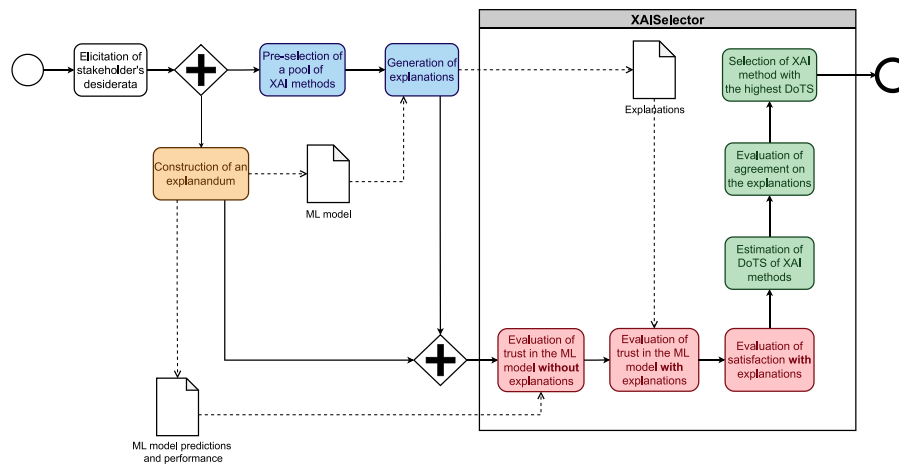 XAISelector
Elicitation of
stakeholder's
desiderata
Pre-selection of
a pool of
XAI methods
Generation of
explanations
Explanations
Selection of XAI
method with
the highest DoTS
Construction of an
explanandum
ML model
Evaluation of
agreement on
the explanations
Estimation of
DoTS of XAI
methods
Evaluation of
trust in the ML
model without
explanations
Evaluation of
trust in the ML
model with
explanations
Evaluation of
satisfaction with
explanations
ML model predictions
and performance